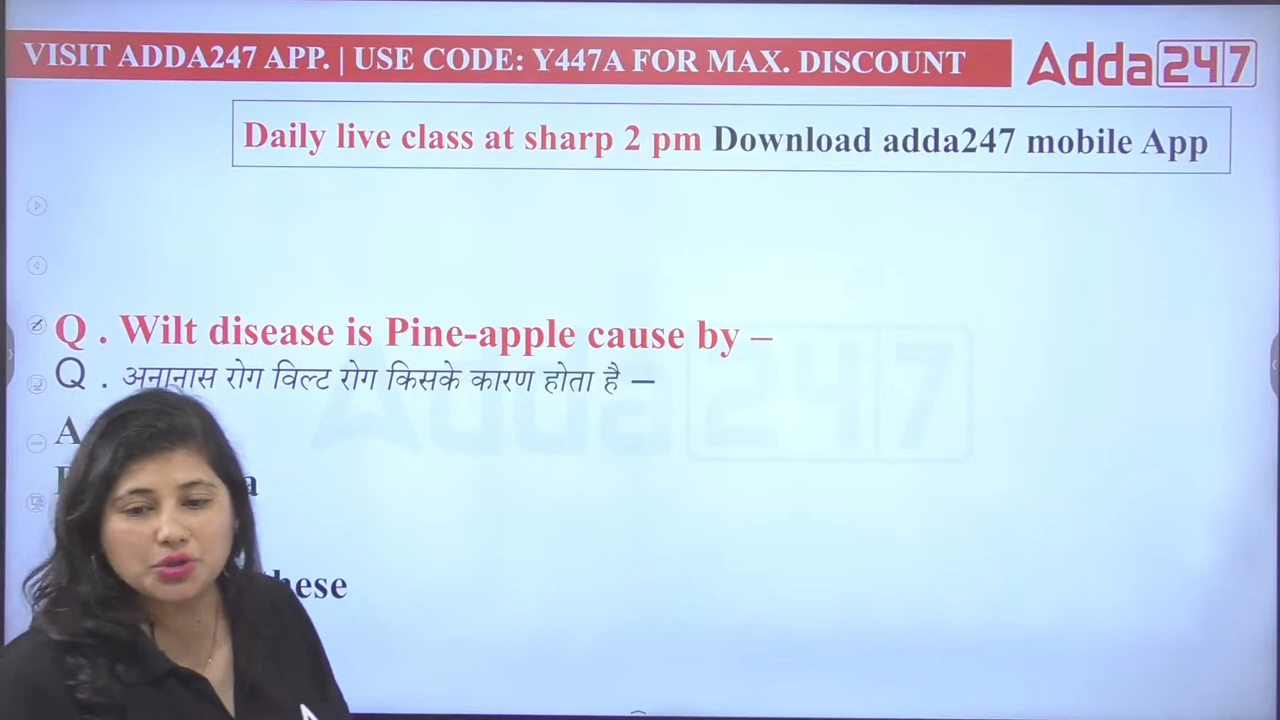 VISIT ADDA247 APP. | USE CODE: Y447A FOR MAX. DISCOUNT
Adda247
Daily live class at sharp 2 pm Download adda247 mobile App
Q . Wilt disease is Pine-apple cause by –
Q . अनानास रोग विल्ट रोग किसके कारण होता है –
Adda247
A